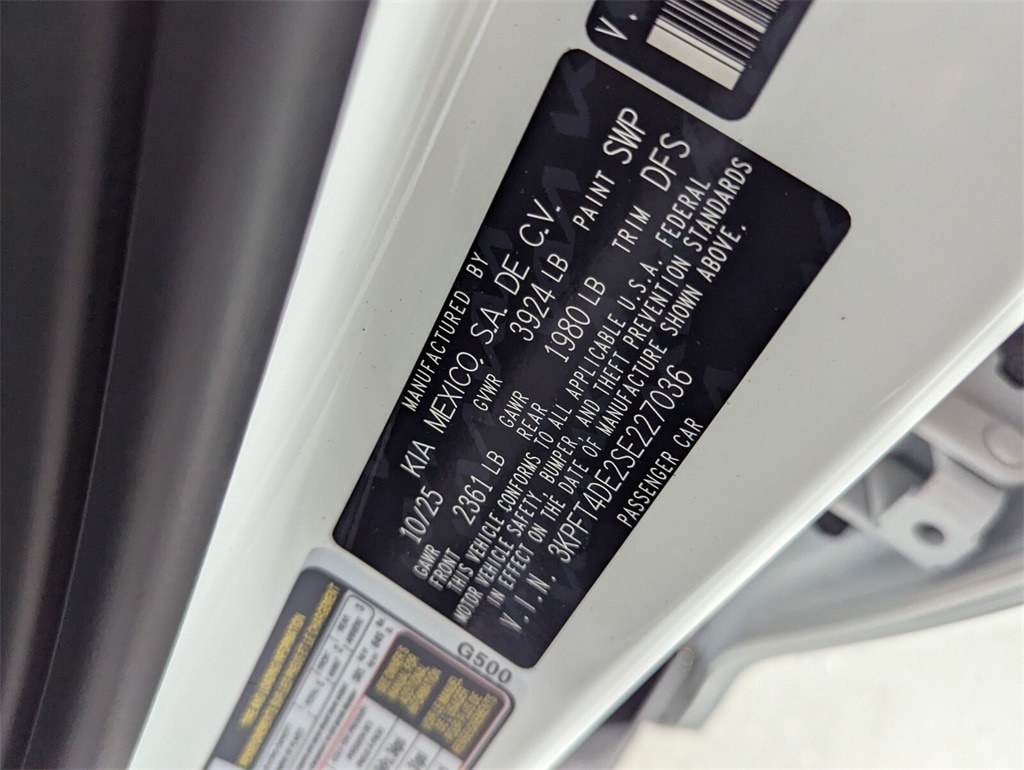 V.
MANUFACTURED BY
10/25 KIA MEXICO, S.A. DE C.V.
GVWR 3924 LB PAINT SWP
GAWR FRONT 2361 LB GAWR REAR 1980 LB TRIM DFS
THIS VEHICLE CONFORMS TO ALL APPLICABLE U.S.A. FEDERAL
MOTOR VEHICLE SAFETY, BUMPER, AND THEFT PREVENTION STANDARDS
IN EFFECT ON THE DATE OF MANUFACTURE SHOWN ABOVE.
V.I.N. 3KPFT4DE2SE227036
PASSENGER CAR
G500